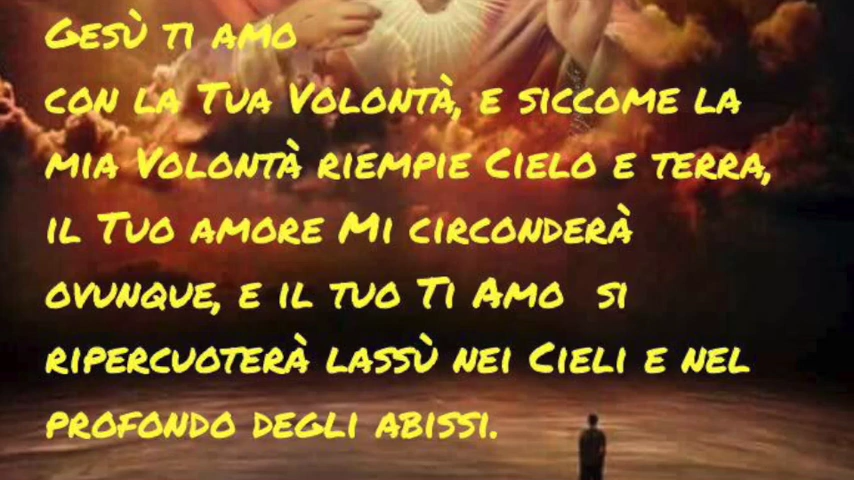 Gesù ti amo
con la Tua Volontà, e siccome la
mia Volontà riempie Cielo e terra,
il Tuo amore Mi circonderà
ovunque, e il tuo Ti Amo si
ripercuoterà lassù nei Cieli e nel
profondo degli abissi.